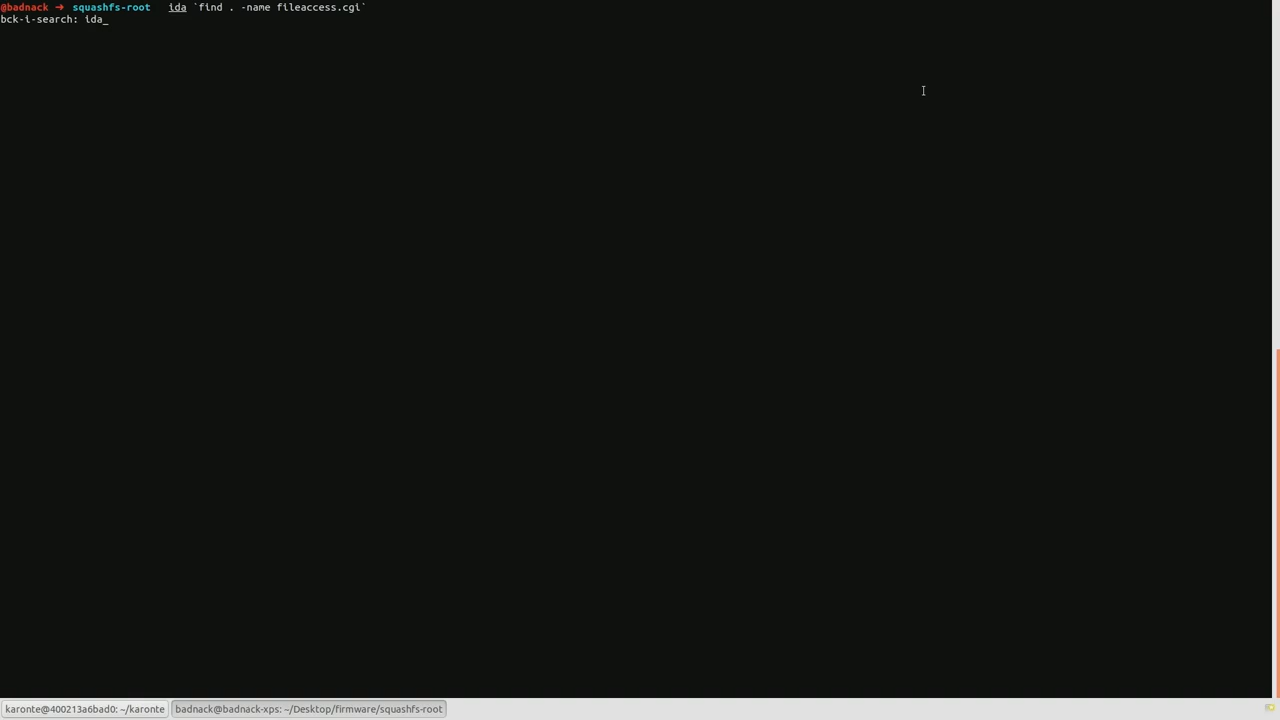 @badnack → squashfs-root ida `find . -name fileaccess.cgi`
bck-i-search: ida_
karonte@400213a6bad0: ~/karonte
badnack@badnack-xps: ~/Desktop/firmware/squashfs-root